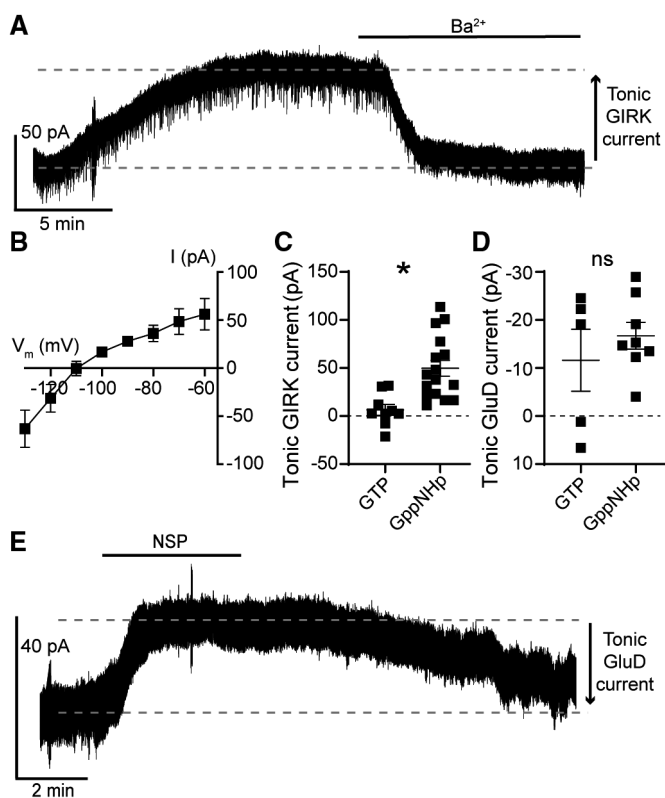 A
Ba²⁺
50 pA
Tonic
GIRK
current
5 min
B
I (pA)
Vₘ (mV)
100
50
-50
-100
-120
-100
-80
-60
C
*
Tonic GIRK current (pA)
150
100
50
0
-50
GTP
GppNHp
D
ns
Tonic GluD current (pA)
-30
-20
-10
0
10
GTP
GppNHp
E
NSP
40 pA
Tonic
GluD
current
2 min